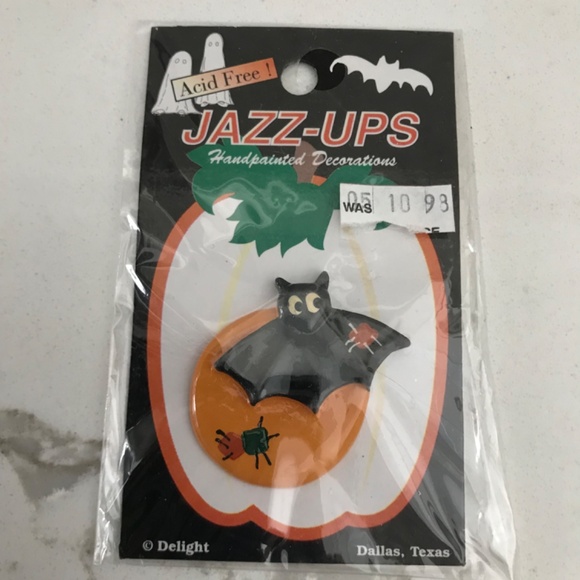 Acid Free !
JAZZ-UPS
Handpainted Decorations
05 10 98
WAS
© Delight
Dallas, Texas